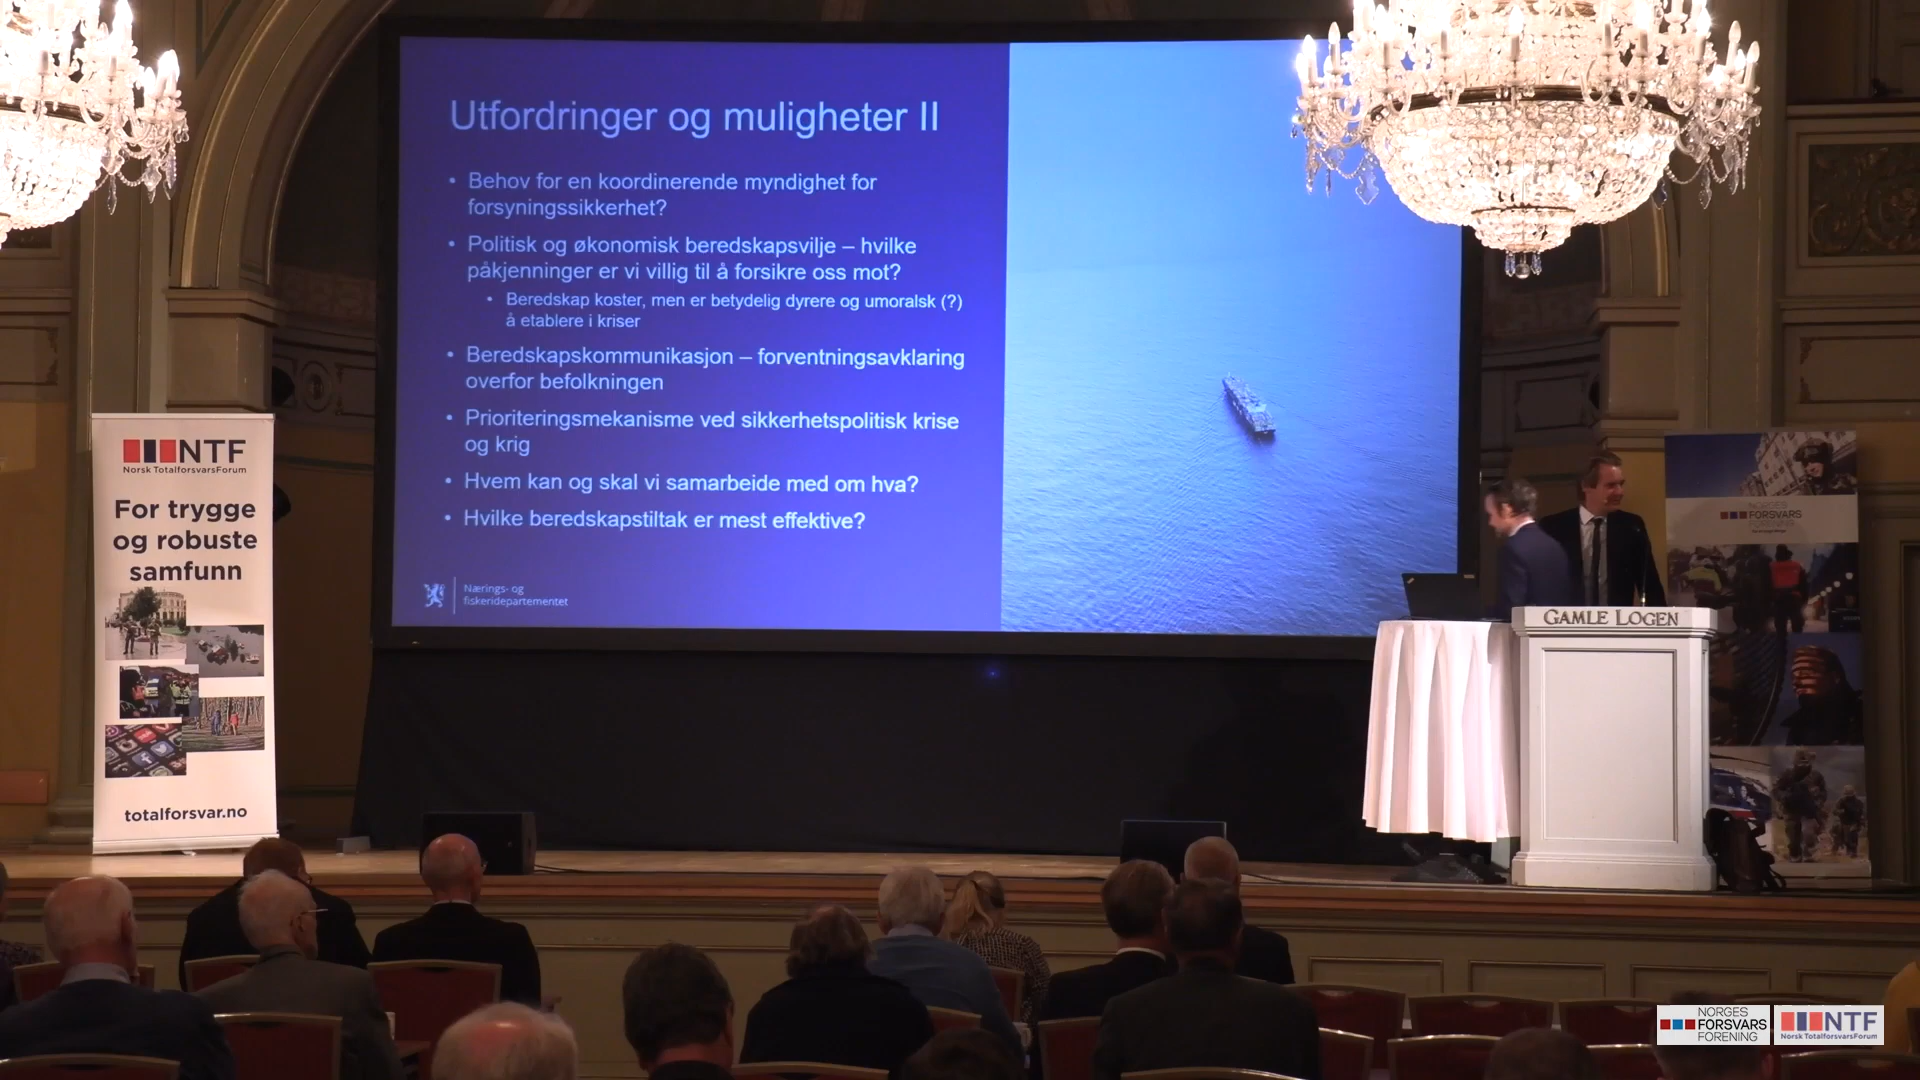 Utfordringer og muligheter II
• Behov for en koordinerende myndighet for
forsyningssikkerhet?
• Politisk og økonomisk beredskapsvilje – hvilke
påkjenninger er vi villig til å forsikre oss mot?
• Beredskap koster, men er betydelig dyrere og umoralsk (?)
å etablere i kriser
• Beredskapskommunikasjon – forventningsavklaring
overfor befolkningen
• Prioriteringsmekanisme ved sikkerhetspolitisk krise
og krig
• Hvem kan og skal vi samarbeide med om hva?
• Hvilke beredskapstiltak er mest effektive?
Nærings- og
fiskeridepartementet
NTF
Norsk TotalforsvarsForum
For trygge
og robuste
samfunn
totalforsvar.no
NORGES
FORSVARS
FORENING
GAMLE LOGEN
NORGES
FORSVARS
FORENING
NTF
Norsk TotalforsvarsForum